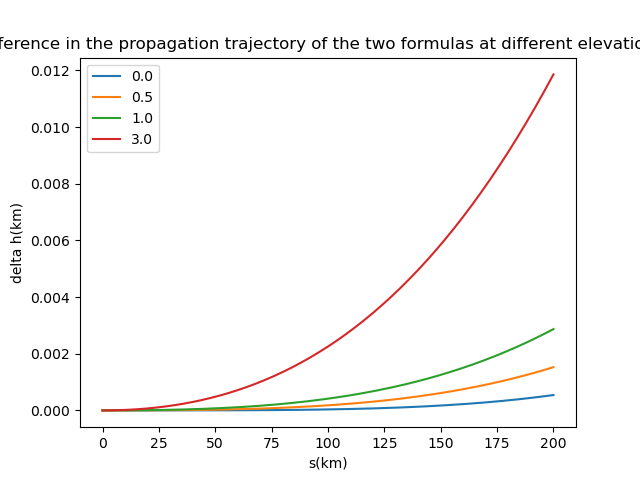 ference in the propagation trajectory of the two formulas at different elevatio
0.0
0.5
1.0
3.0
0.012
0.010
0.008
0.006
0.004
0.002
0.000
delta h(km)
0 25 50 75 100 125 150 175 200
s(km)